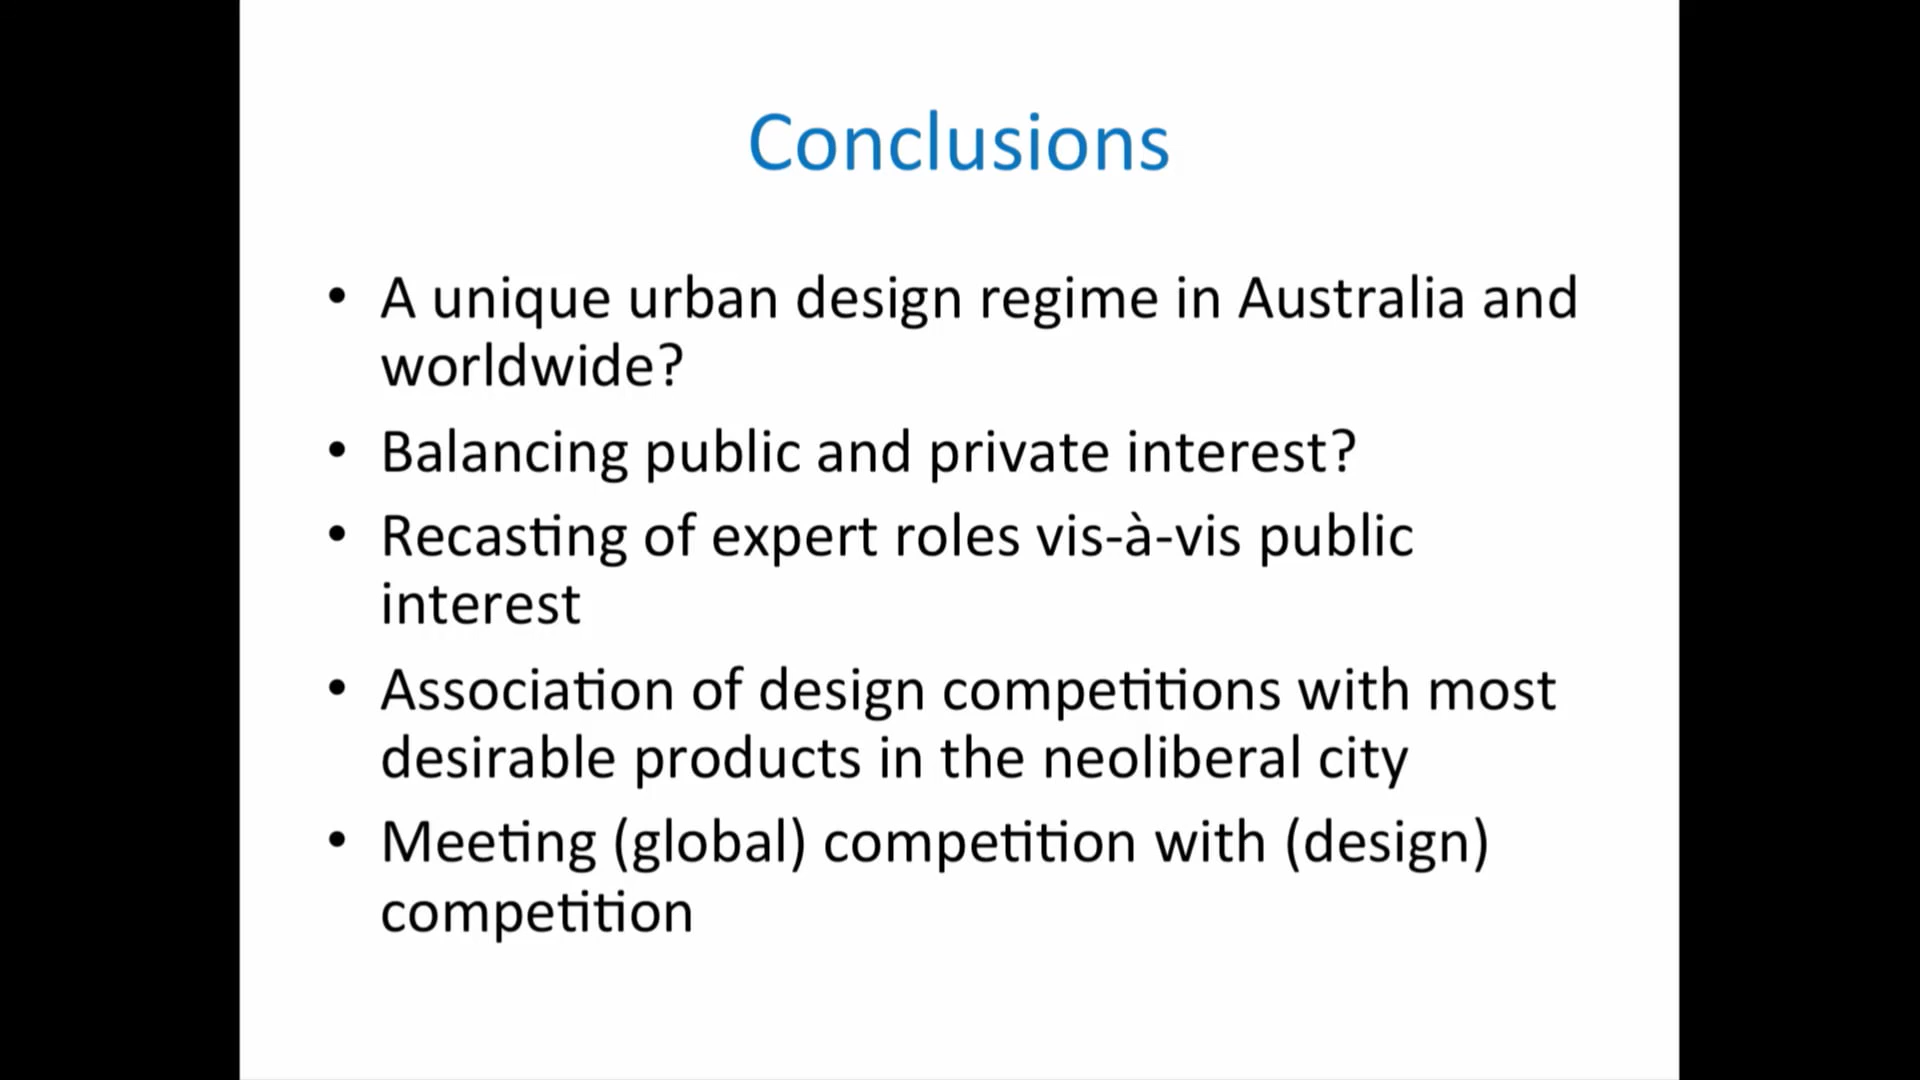 Conclusions
• A unique urban design regime in Australia and
worldwide?
• Balancing public and private interest?
• Recasting of expert roles vis-à-vis public
interest
• Association of design competitions with most
desirable products in the neoliberal city
• Meeting (global) competition with (design)
competition